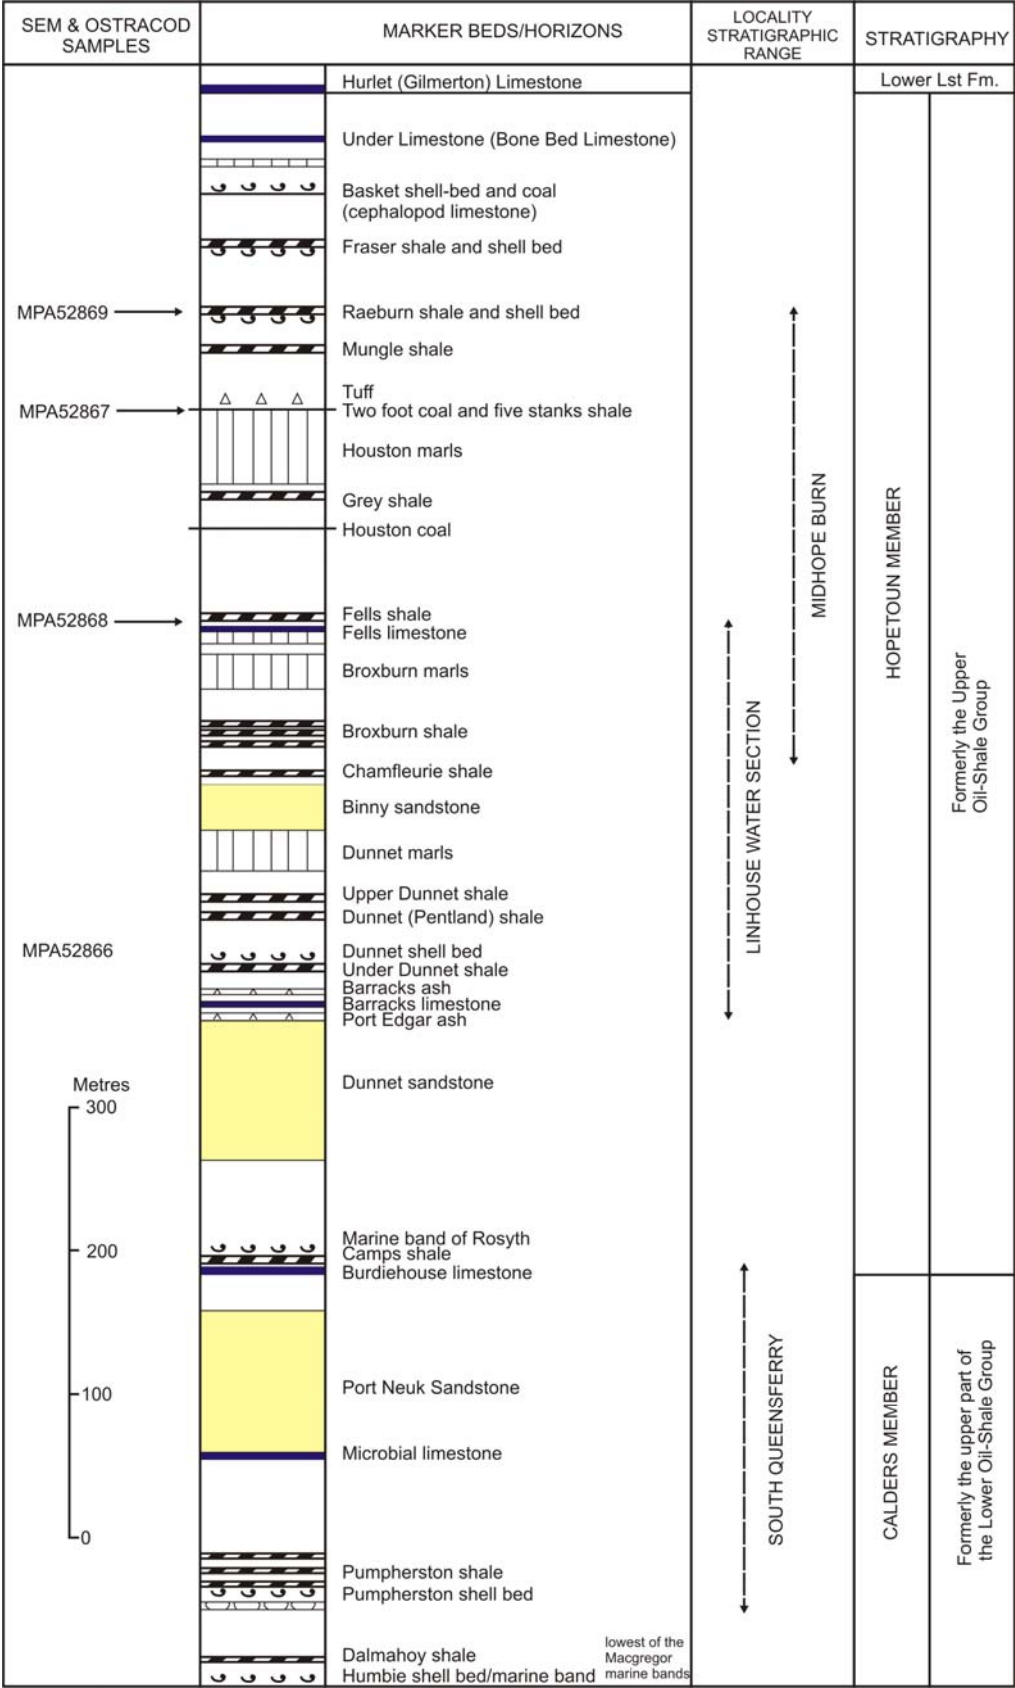 SEM & OSTRACOD
SAMPLES
MARKER BEDS/HORIZONS
LOCALITY
STRATIGRAPHIC
RANGE
STRATIGRAPHY
Hurlet (Gilmerton) Limestone
Lower Lst Fm.
Under Limestone (Bone Bed Limestone)
Basket shell-bed and coal
(cephalopod limestone)
Fraser shale and shell bed
MPA52869
Raeburn shale and shell bed
Mungle shale
Tuff
MPA52867
Two foot coal and five stanks shale
Houston marls
Grey shale
Houston coal
MPA52868
Fells shale
Fells limestone
Broxburn marls
Broxburn shale
Chamfleurie shale
Binny sandstone
Dunnet marls
Upper Dunnet shale
Dunnet (Pentland) shale
MPA52866
Dunnet shell bed
Under Dunnet shale
Barracks ash
Barracks limestone
Port Edgar ash
Dunnet sandstone
Metres
300
200
100
0
Marine band of Rosyth
Camps shale
Burdiehouse limestone
Port Neuk Sandstone
Microbial limestone
Pumpherston shale
Pumpherston shell bed
Dalmahoy shale
Humbie shell bed/marine band
lowest of the
Macgregor
marine bands
MIDHOPE BURN
LINHOUSE WATER SECTION
SOUTH QUEENSFERRY
HOPETOUN MEMBER
CALDERS MEMBER
Formerly the Upper
Oil-Shale Group
Formerly the upper part of
the Lower Oil-Shale Group